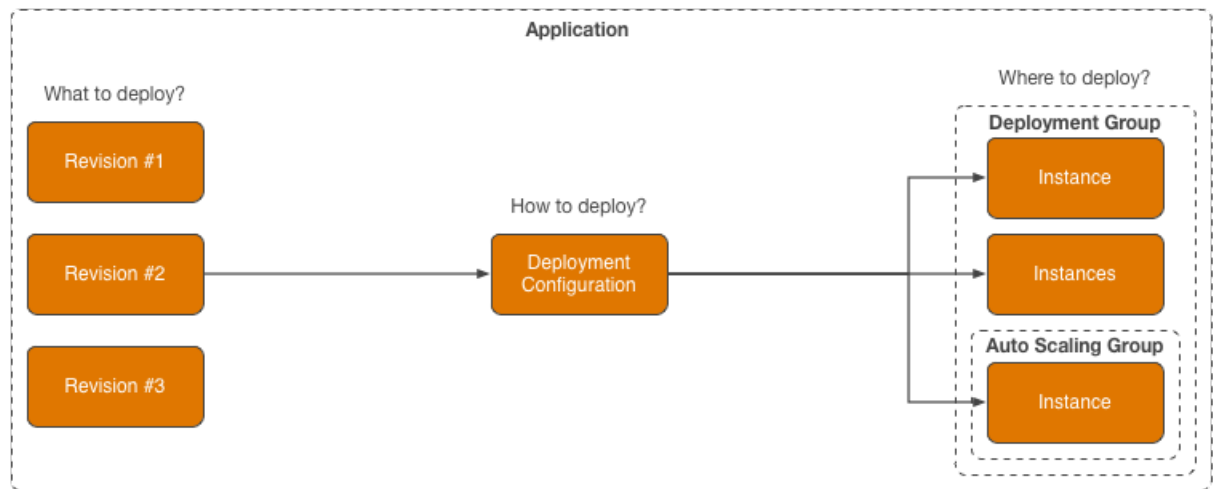 Application
What to deploy?
Revision #1
Revision #2
Revision #3
How to deploy?
Deployment
Configuration
Where to deploy?
Deployment Group
Instance
Instances
Auto Scaling Group
Instance